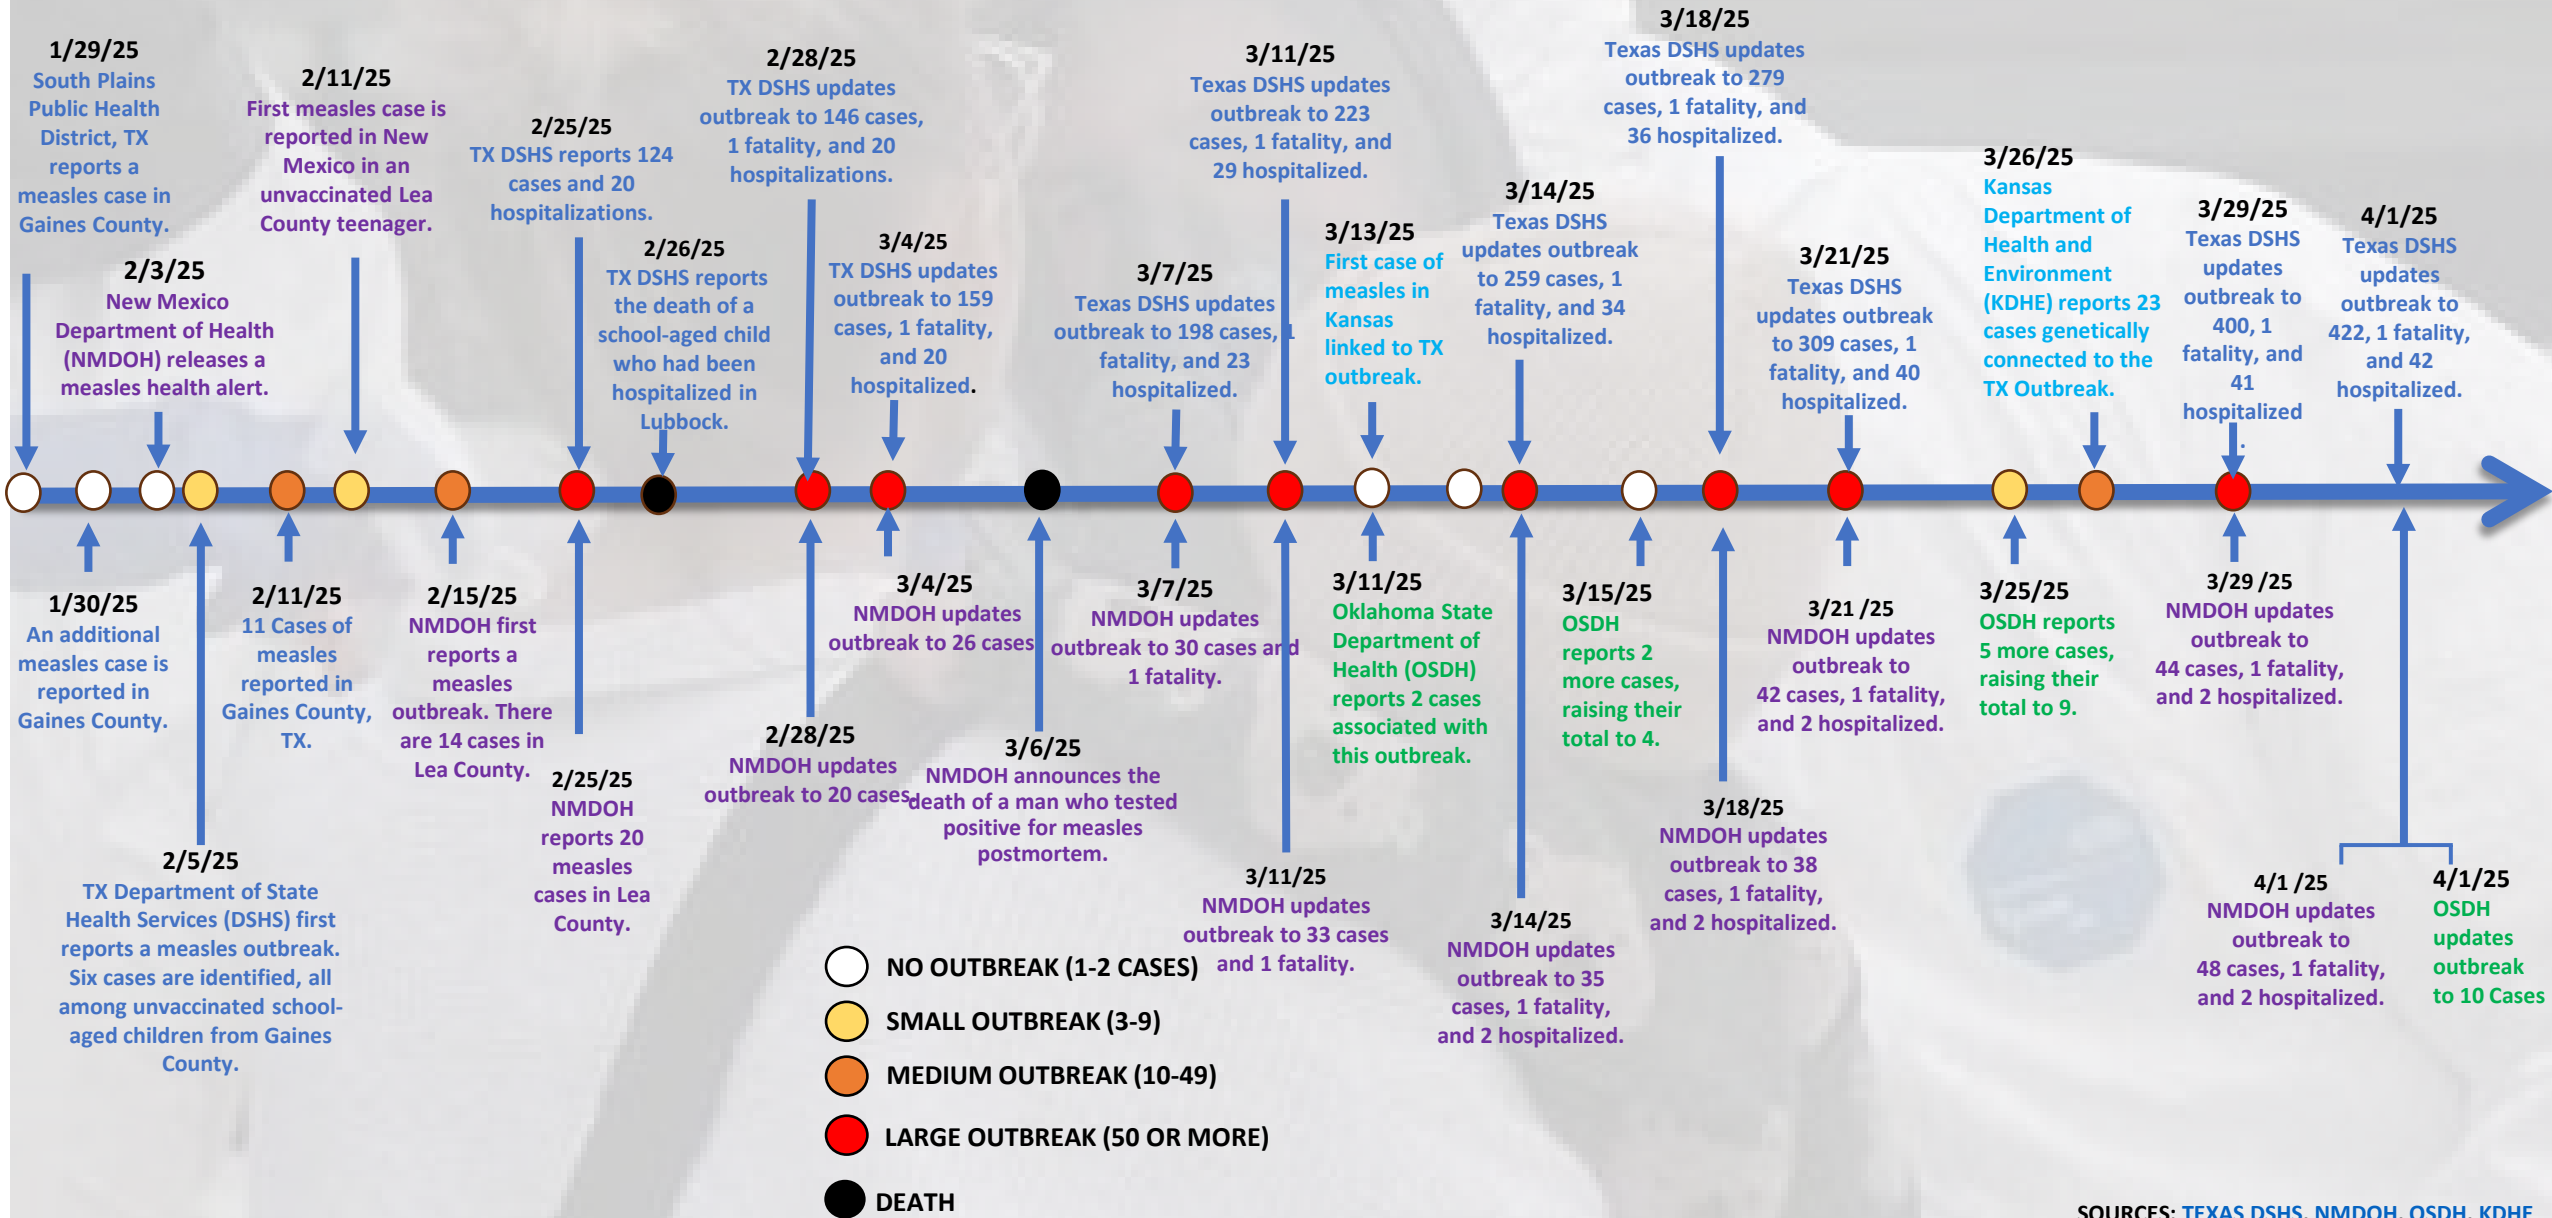 1/29/25
South Plains
Public Health
District, TX
reports a
measles case in
Gaines County.
2/3/25
New Mexico
Department of Health
(NMDOH) releases a
measles health alert.
2/11/25
First measles case is
reported in New
Mexico in an
unvaccinated Lea
County teenager.
2/25/25
TX DSHS reports 124
cases and 20
hospitalizations.
2/26/25
TX DSHS reports
the death of a
school-aged child
who had been
hospitalized in
Lubbock.
2/28/25
TX DSHS updates
outbreak to 146 cases,
1 fatality, and 20
hospitalizations.
3/4/25
TX DSHS updates
outbreak to 159
cases, 1 fatality,
and 20
hospitalized.
3/7/25
Texas DSHS updates
outbreak to 198 cases, 1
fatality, and 23
hospitalized.
3/11/25
Texas DSHS updates
outbreak to 223
cases, 1 fatality, and
29 hospitalized.
3/13/25
First case of
measles in
Kansas
linked to TX
outbreak.
3/14/25
Texas DSHS
updates outbreak
to 259 cases, 1
fatality, and 34
hospitalized.
3/18/25
Texas DSHS updates
outbreak to 279
cases, 1 fatality, and
36 hospitalized.
3/21/25
Texas DSHS
updates outbreak
to 309 cases, 1
fatality, and 40
hospitalized.
3/26/25
Kansas
Department of
Health and
Environment
(KDHE) reports 23
cases genetically
connected to the
TX Outbreak.
3/29/25
Texas DSHS
updates
outbreak to
400, 1
fatality, and
41
hospitalized
.
4/1/25
Texas DSHS
updates
outbreak to
422, 1 fatality,
and 42
hospitalized.
1/30/25
An additional
measles case is
reported in
Gaines County.
2/5/25
TX Department of State
Health Services (DSHS) first
reports a measles outbreak.
Six cases are identified, all
among unvaccinated school-
aged children from Gaines
County.
2/11/25
11 Cases of
measles
reported in
Gaines County,
TX.
2/15/25
NMDOH first
reports a
measles
outbreak. There
are 14 cases in
Lea County.
2/25/25
NMDOH
reports 20
measles
cases in Lea
County.
2/28/25
NMDOH updates
outbreak to 20 cases.
3/4/25
NMDOH updates
outbreak to 26 cases
3/6/25
NMDOH announces the
death of a man who tested
positive for measles
postmortem.
3/7/25
NMDOH updates
outbreak to 30 cases and
1 fatality.
3/11/25
NMDOH updates
outbreak to 33 cases
and 1 fatality.
3/11/25
Oklahoma State
Department of
Health (OSDH)
reports 2 cases
associated with
this outbreak.
3/14/25
NMDOH updates
outbreak to 35
cases, 1 fatality,
and 2 hospitalized.
3/15/25
OSDH
reports 2
more cases,
raising their
total to 4.
3/18/25
NMDOH updates
outbreak to 38
cases, 1 fatality,
and 2 hospitalized.
3/21 /25
NMDOH updates
outbreak to
42 cases, 1 fatality,
and 2 hospitalized.
3/25/25
OSDH reports
5 more cases,
raising their
total to 9.
3/29 /25
NMDOH updates
outbreak to
44 cases, 1 fatality,
and 2 hospitalized.
4/1 /25
NMDOH updates
outbreak to
48 cases, 1 fatality,
and 2 hospitalized.
4/1/25
OSDH
updates
outbreak
to 10 Cases
NO OUTBREAK (1-2 CASES)
SMALL OUTBREAK (3-9)
MEDIUM OUTBREAK (10-49)
LARGE OUTBREAK (50 OR MORE)
DEATH
SOURCES: TEXAS DSHS, NMDOH, OSDH, KDHE